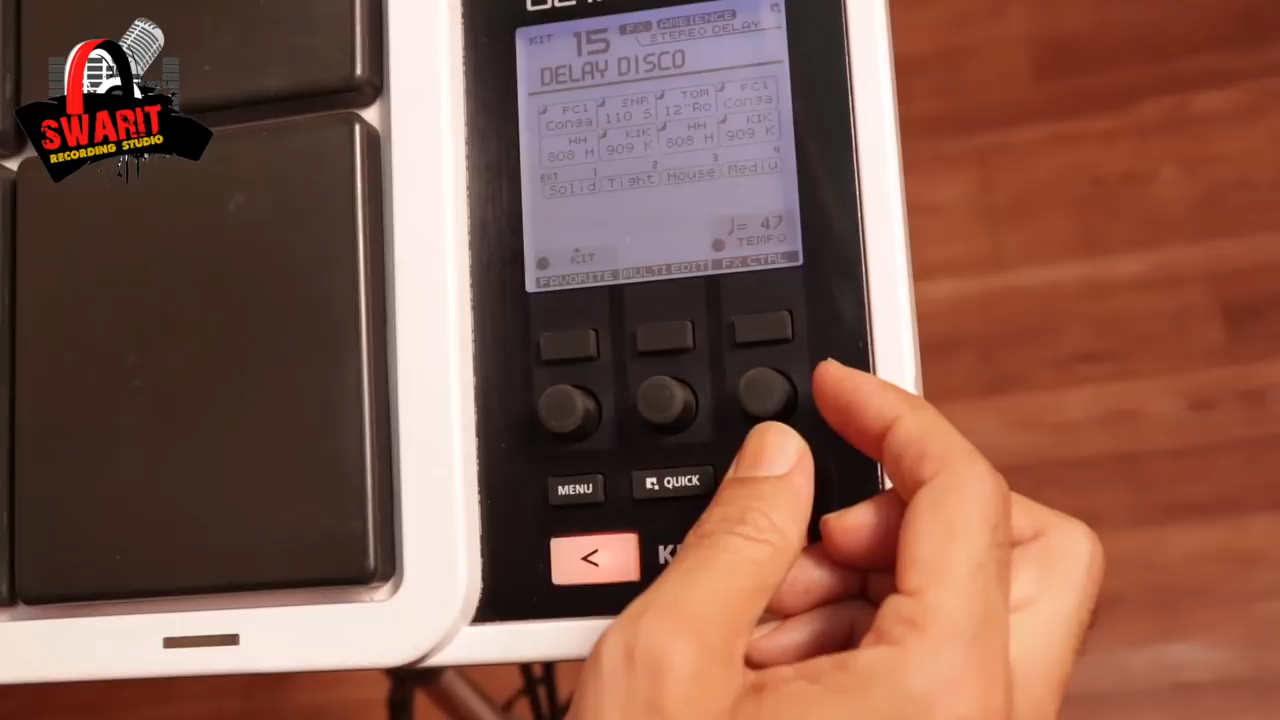 SWARIT
RECORDING STUDIO
KIT 15 FX AMBIENCE
STEREO DELAY
DELAY DISCO
PC1 SNR TOM PC1
Conga 110 S 12"Ro Conga
HH KIK HH KIK
808 H 909 K 808 H 909 K
EXT 1 2 3 4
Solid Tight House Mediu
♩= 47
KIT TEMPO
FAVORITE MULTI EDIT FX CTRL
MENU QUICK
<